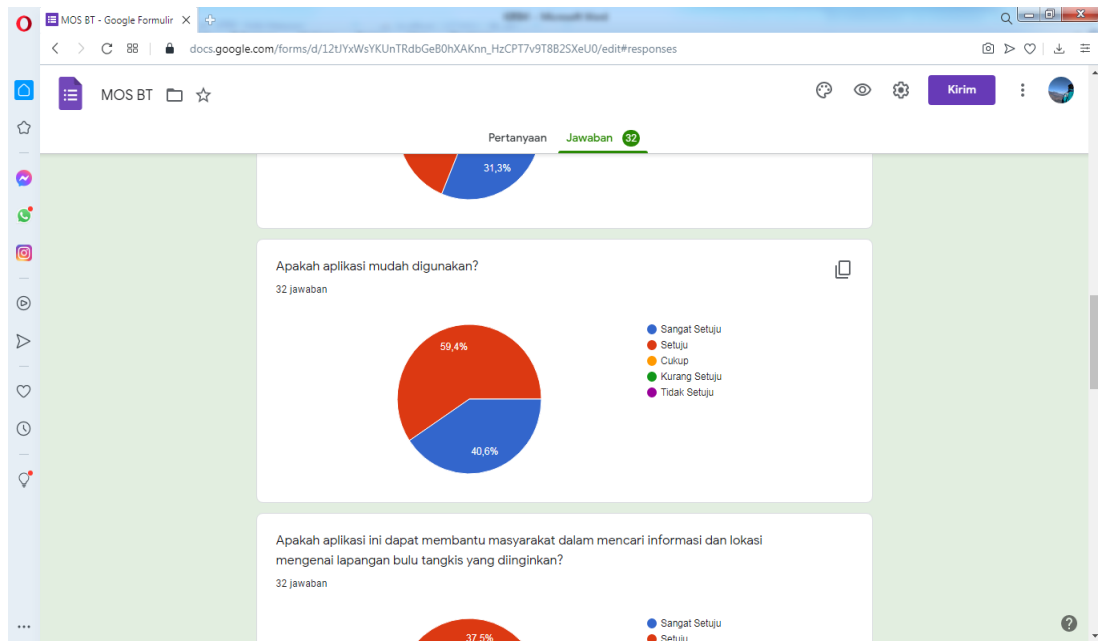 MOS BT - Google Formulir
docs.google.com/forms/d/12tJYxWsYKUnTRdbGeB0hXAKnn_HzCPT7v9T8B2SXeU0/edit#responses
MOS BT
Kirim
Pertanyaan Jawaban 32
31,3%
Apakah aplikasi mudah digunakan?
32 jawaban
59,4%
40,6%
Sangat Setuju
Setuju
Cukup
Kurang Setuju
Tidak Setuju
Apakah aplikasi ini dapat membantu masyarakat dalam mencari informasi dan lokasi
mengenai lapangan bulu tangkis yang diinginkan?
32 jawaban
37,5%
Sangat Setuju
Setuju